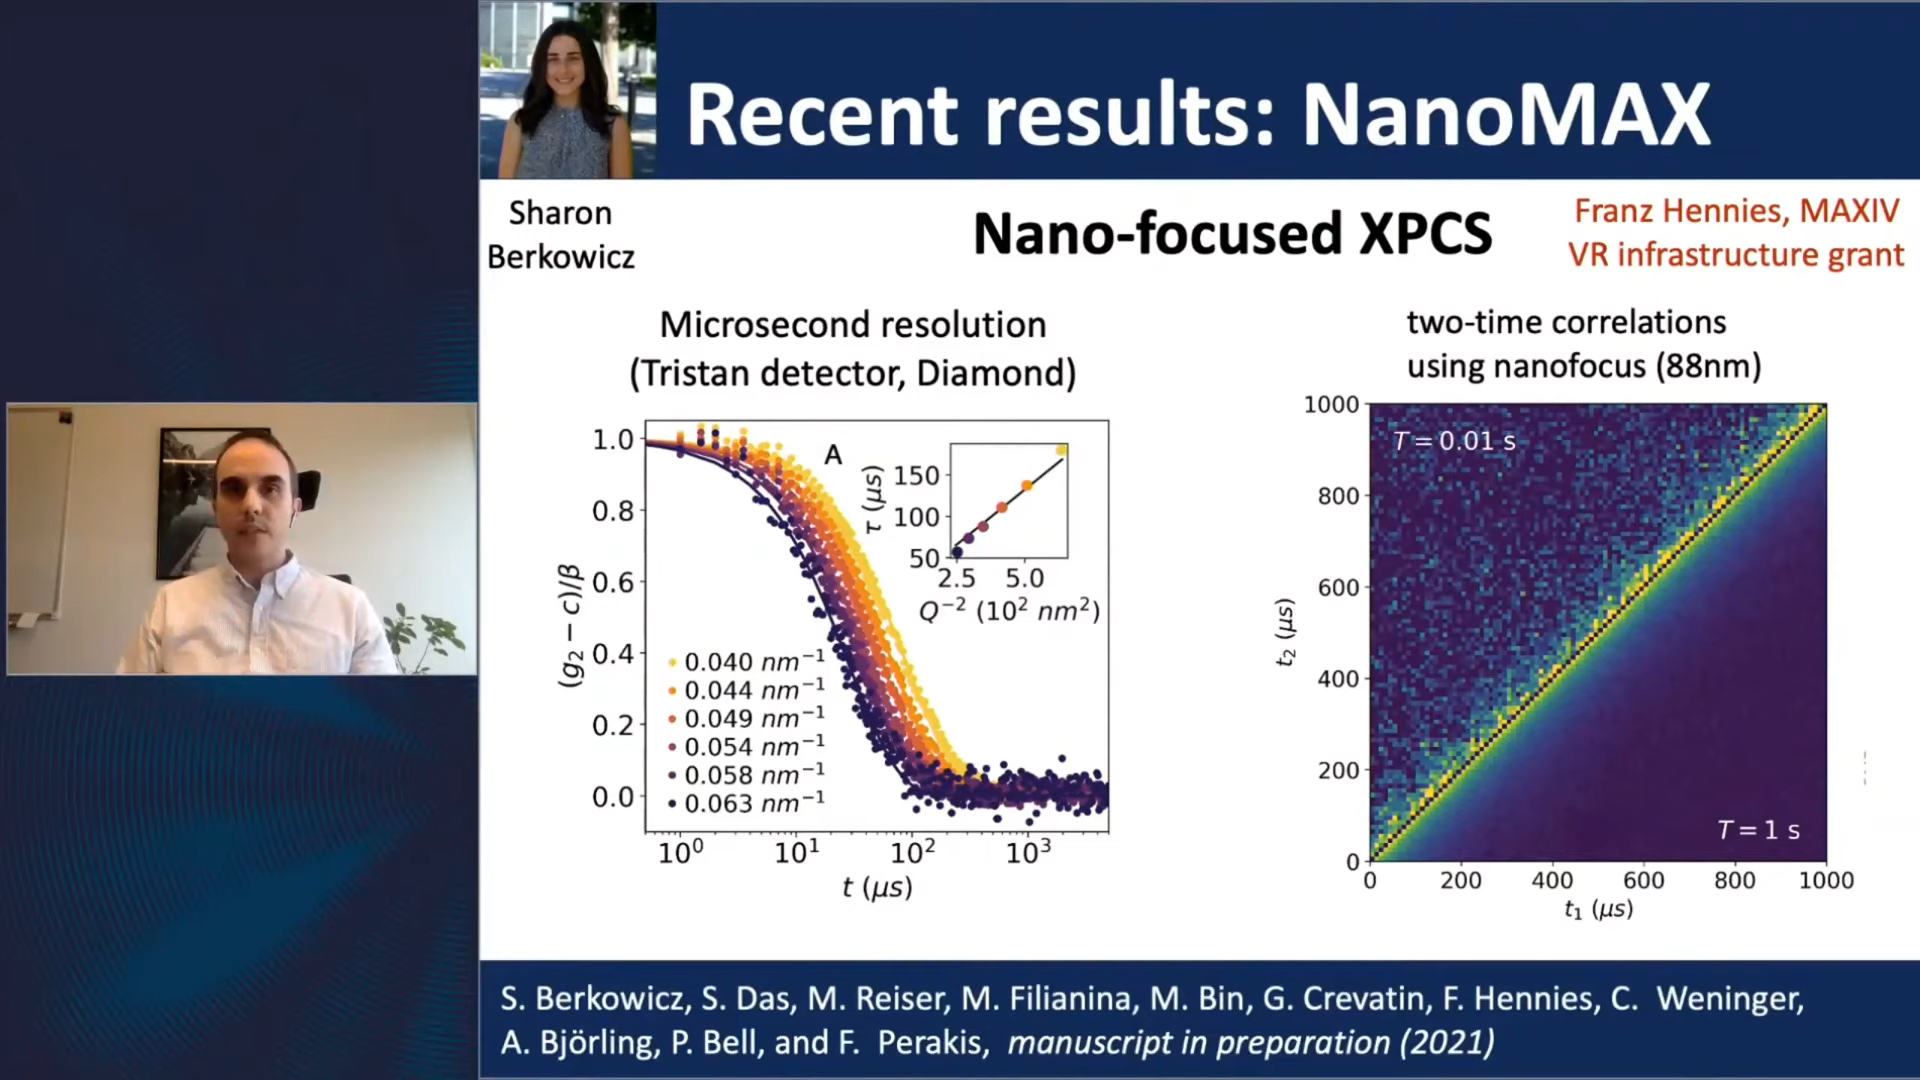 Recent results: NanoMAX
Sharon
Berkowicz
Nano-focused XPCS
Franz Hennies, MAXIV
VR infrastructure grant
Microsecond resolution
(Tristan detector, Diamond)
1.0
0.8
0.6
0.4
0.2
0.0
(g₂ − c)/β
A
τ (μs)
150
100
50
2.5 5.0
Q⁻² (10² nm²)
0.040 nm⁻¹
0.044 nm⁻¹
0.049 nm⁻¹
0.054 nm⁻¹
0.058 nm⁻¹
0.063 nm⁻¹
10⁰ 10¹ 10² 10³
t (μs)
two-time correlations
using nanofocus (88nm)
1000
800
600
400
200
0
t₂ (μs)
T = 0.01 s
T = 1 s
0 200 400 600 800 1000
t₁ (μs)
S. Berkowicz, S. Das, M. Reiser, M. Filianina, M. Bin, G. Crevatin, F. Hennies, C. Weninger,
A. Björling, P. Bell, and F. Perakis, manuscript in preparation (2021)